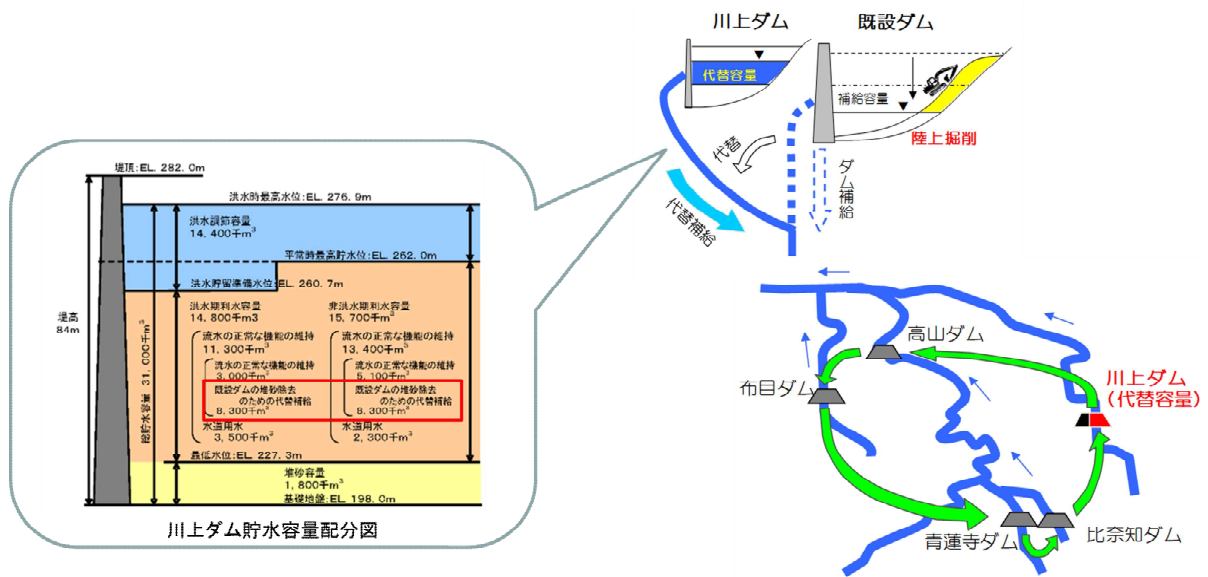 堤頂:EL. 282. 0m
洪水時最高水位:EL. 276. 9m
洪水調節容量
14, 400千m³
平常時最高貯水位:EL. 262. 0m
洪水貯留準備水位:EL. 260. 7m
堤高
84m
総貯水容量 31, 000千m³
洪水期利水容量
14, 800千m3
非洪水期利水容量
15, 700千m³
流水の正常な機能の維持
11, 300千m³
流水の正常な機能の維持
13, 400千m³
流水の正常な機能の維持
3, 000千m³
流水の正常な機能の維持
5, 100千m³
既設ダムの堆砂除去
のための代替補給
8, 300千m³
既設ダムの堆砂除去
のための代替補給
8, 300千m³
水道用水
3, 500千m³
水道用水
2, 300千m³
最低水位:EL. 227. 3m
堆砂容量
1, 800千m³
基礎地盤:EL. 198. 0m
川上ダム貯水容量配分図
川上ダム
既設ダム
代替容量
補給容量
陸上掘削
代替
ダム補給
代替補給
高山ダム
布目ダム
川上ダム
(代替容量)
青蓮寺ダム
比奈知ダム